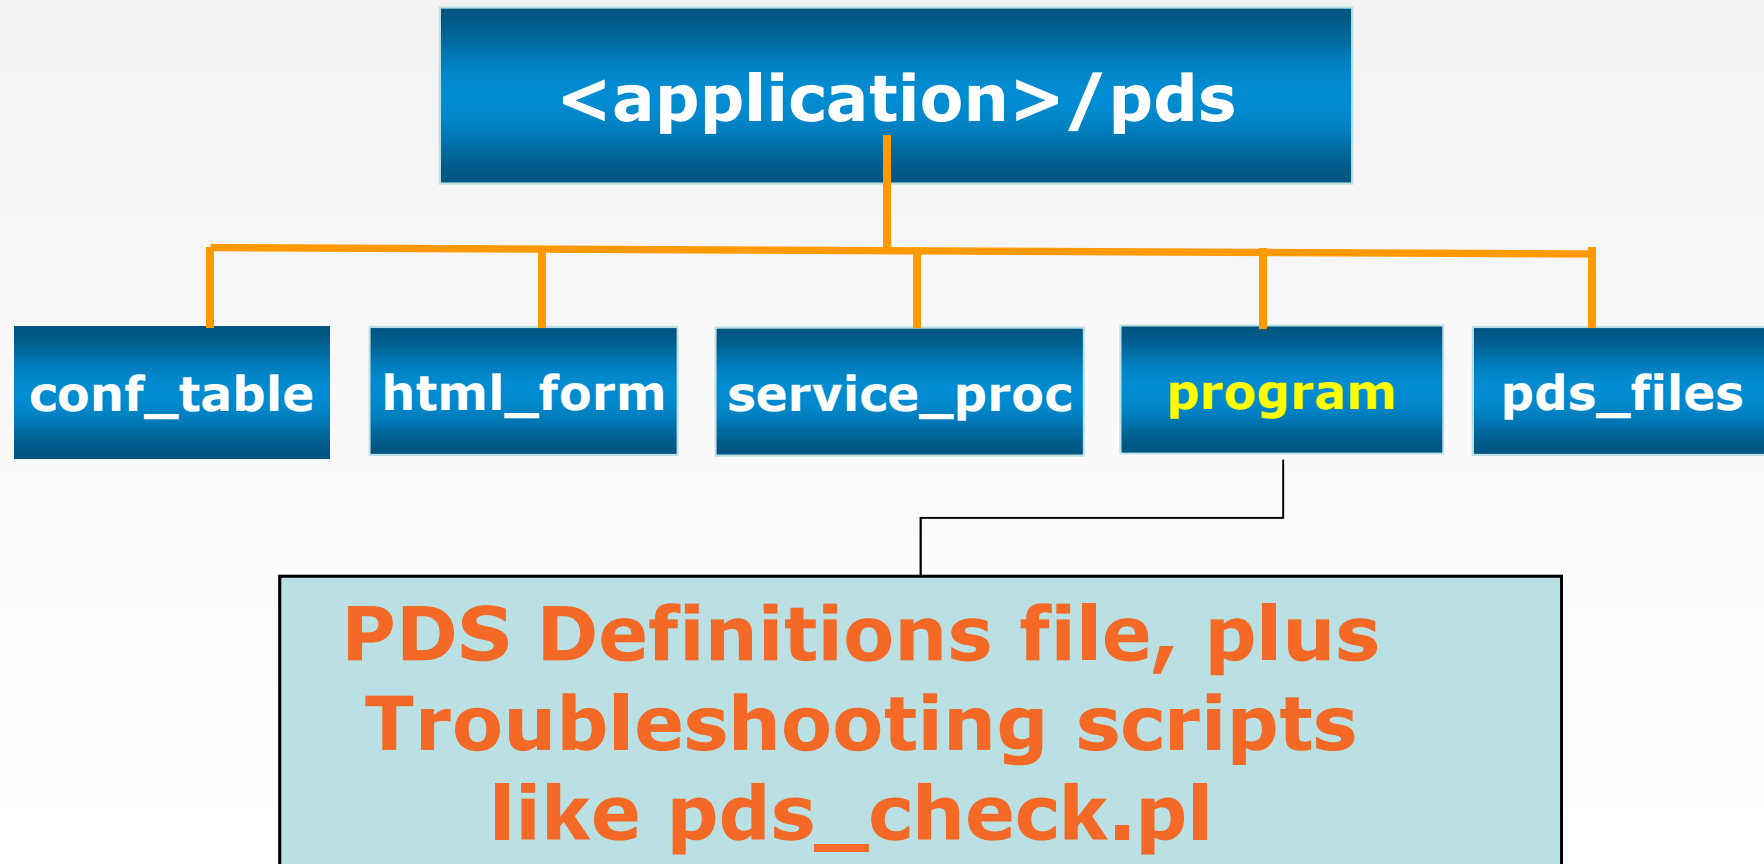 <application>/pds
conf_table
html_form
service_proc
program
pds_files
PDS Definitions file, plus
Troubleshooting scripts
like pds_check.pl